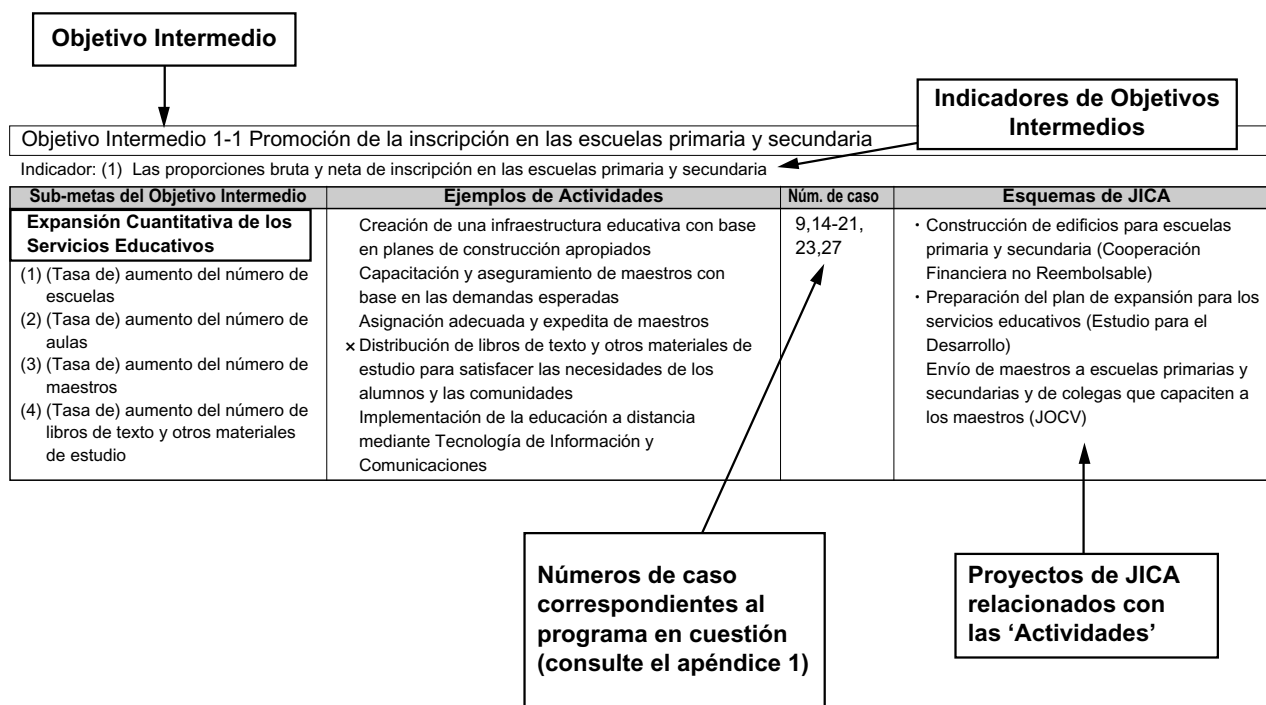 Objetivo Intermedio
Indicadores de Objetivos
Intermedios
Objetivo Intermedio 1-1 Promoción de la inscripción en las escuelas primaria y secundaria
Indicador: (1) Las proporciones bruta y neta de inscripción en las escuelas primaria y secundaria
Sub-metas del Objetivo Intermedio
Expansión Cuantitativa de los
Servicios Educativos
(1) (Tasa de) aumento del número de
escuelas
(2) (Tasa de) aumento del número de
aulas
(3) (Tasa de) aumento del número de
maestros
(4) (Tasa de) aumento del número de
libros de texto y otros materiales
de estudio
Ejemplos de Actividades
Creación de una infraestructura educativa con base
en planes de construcción apropiados
Capacitación y aseguramiento de maestros con
base en las demandas esperadas
Asignación adecuada y expedita de maestros
× Distribución de libros de texto y otros materiales de
estudio para satisfacer las necesidades de los
alumnos y las comunidades
Implementación de la educación a distancia
mediante Tecnología de Información y
Comunicaciones
Núm. de caso
9,14-21,
23,27
Esquemas de JICA
・Construcción de edificios para escuelas
primaria y secundaria (Cooperación
Financiera no Reembolsable)
・Preparación del plan de expansión para los
servicios educativos (Estudio para el
Desarrollo)
Envío de maestros a escuelas primarias y
secundarias y de colegas que capaciten a
los maestros (JOCV)
Números de caso
correspondientes al
programa en cuestión
(consulte el apéndice 1)
Proyectos de JICA
relacionados con
las ‘Actividades’